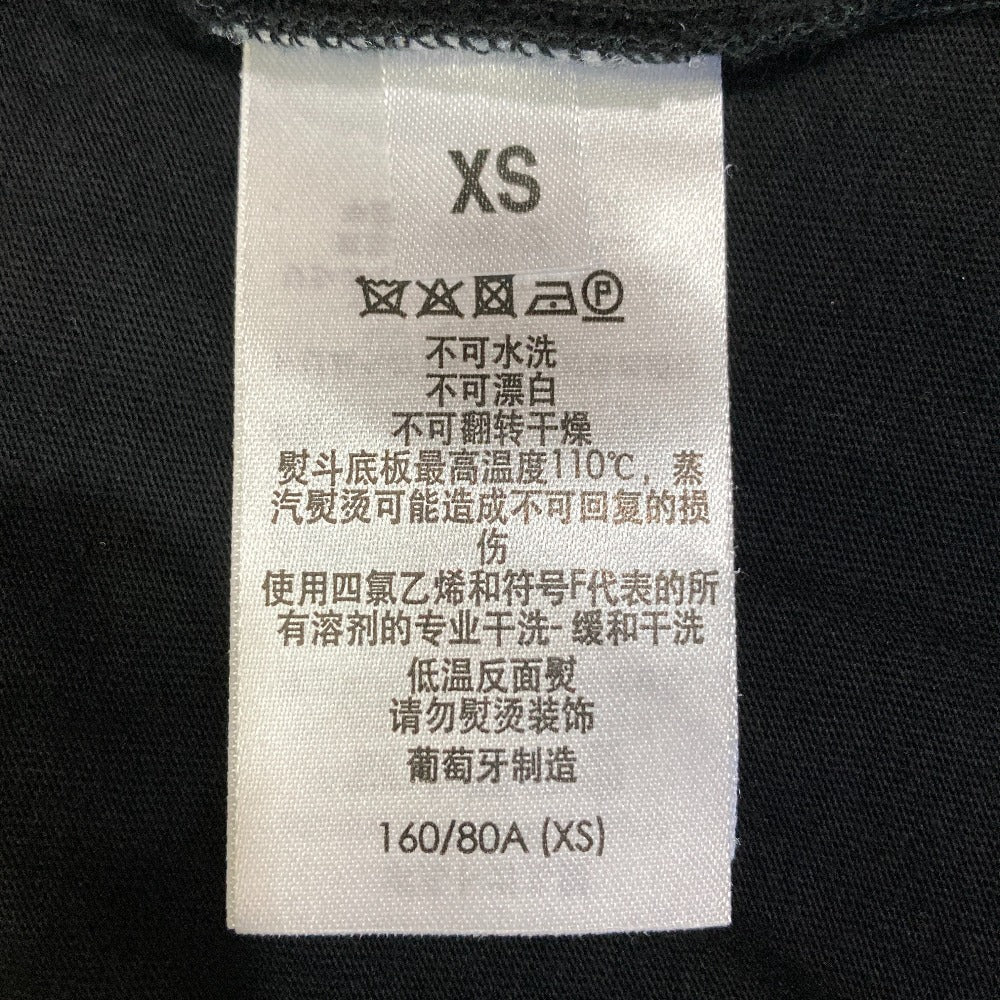 XS
P
不可水洗
不可漂白
不可翻转干燥
熨斗底板最高温度110℃，蒸
汽熨烫可能造成不可回复的损
伤
使用四氯乙烯和符号F代表的所
有溶剂的专业干洗- 缓和干洗
低温反面熨
请勿熨烫装饰
葡萄牙制造
160/80A (XS)